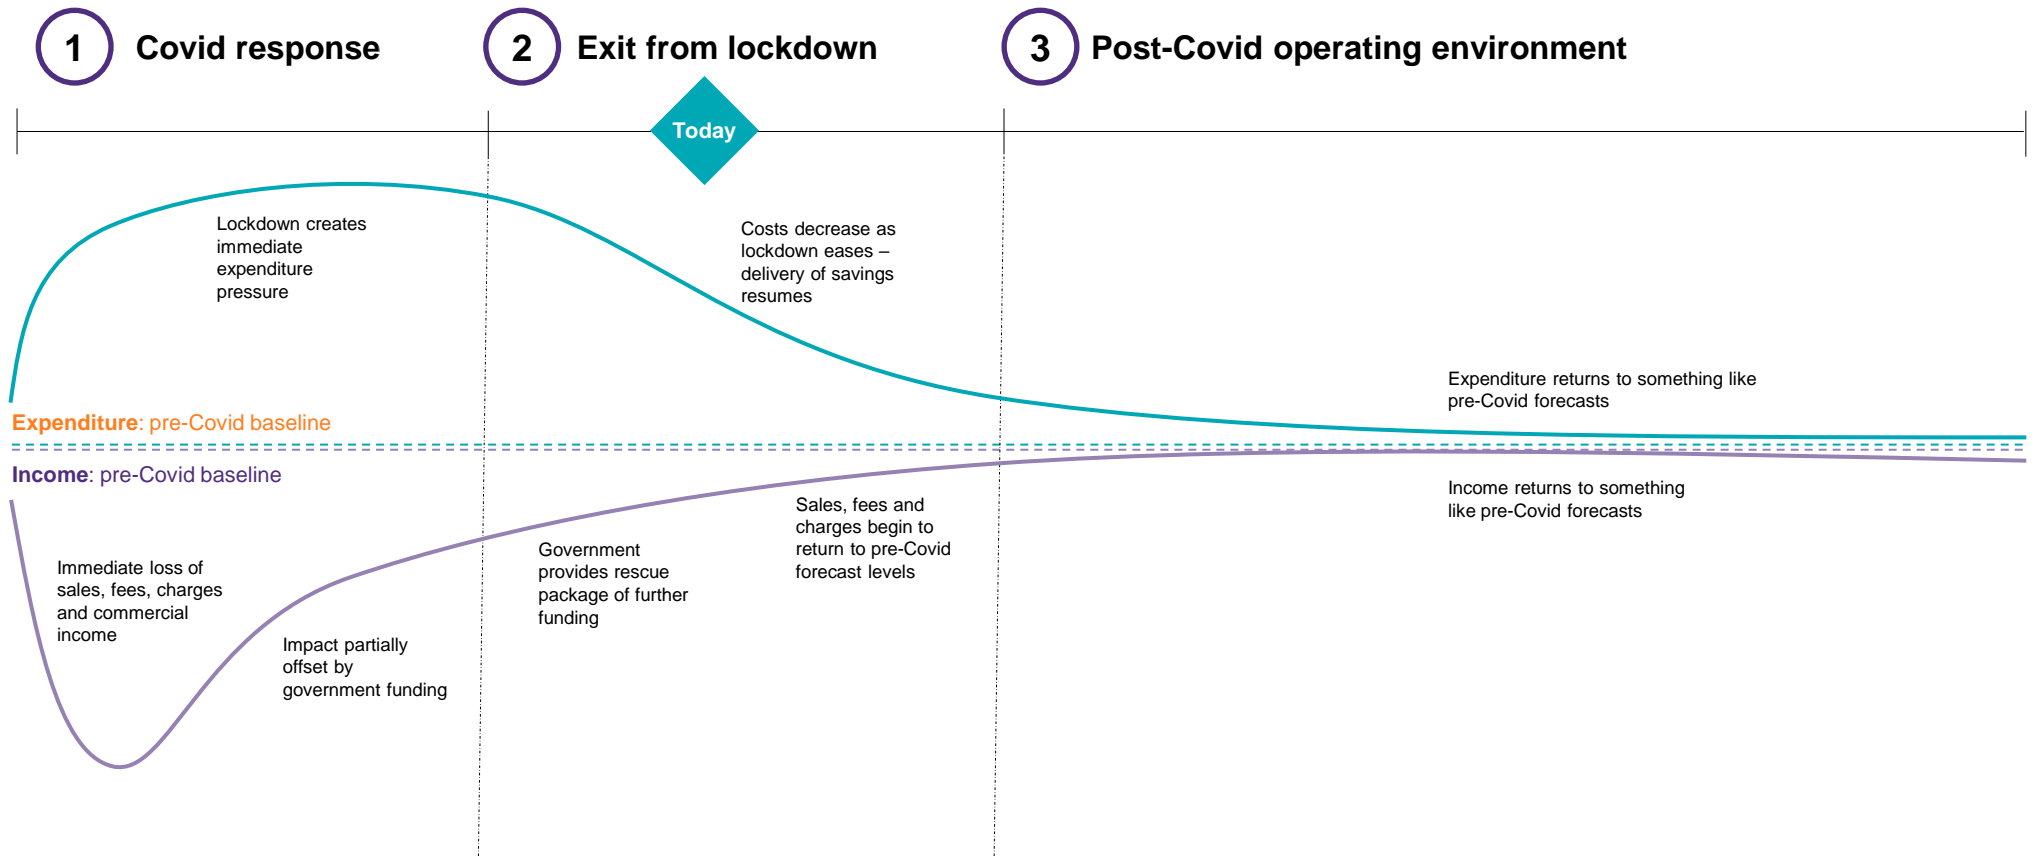 1 Covid response
2 Exit from lockdown
3 Post-Covid operating environment
Today
Lockdown creates
immediate
expenditure
pressure
Costs decrease as
lockdown eases –
delivery of savings
resumes
Expenditure returns to something like
pre-Covid forecasts
Expenditure: pre-Covid baseline
Income: pre-Covid baseline
Immediate loss of
sales, fees, charges
and commercial
income
Impact partially
offset by
government funding
Government
provides rescue
package of further
funding
Sales, fees and
charges begin to
return to pre-Covid
forecast levels
Income returns to something
like pre-Covid forecasts